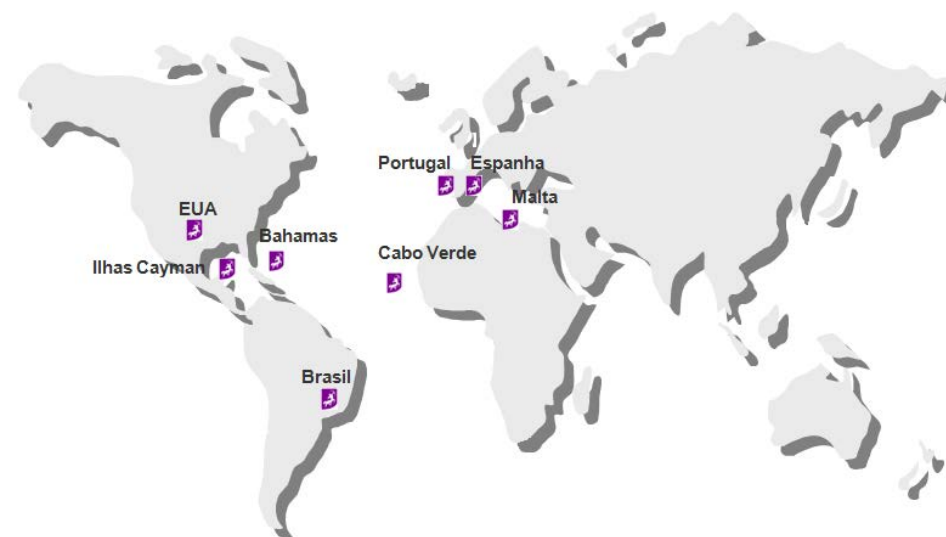 Portugal
Espanha
Malta
EUA
Bahamas
Ilhas Cayman
Cabo Verde
Brasil